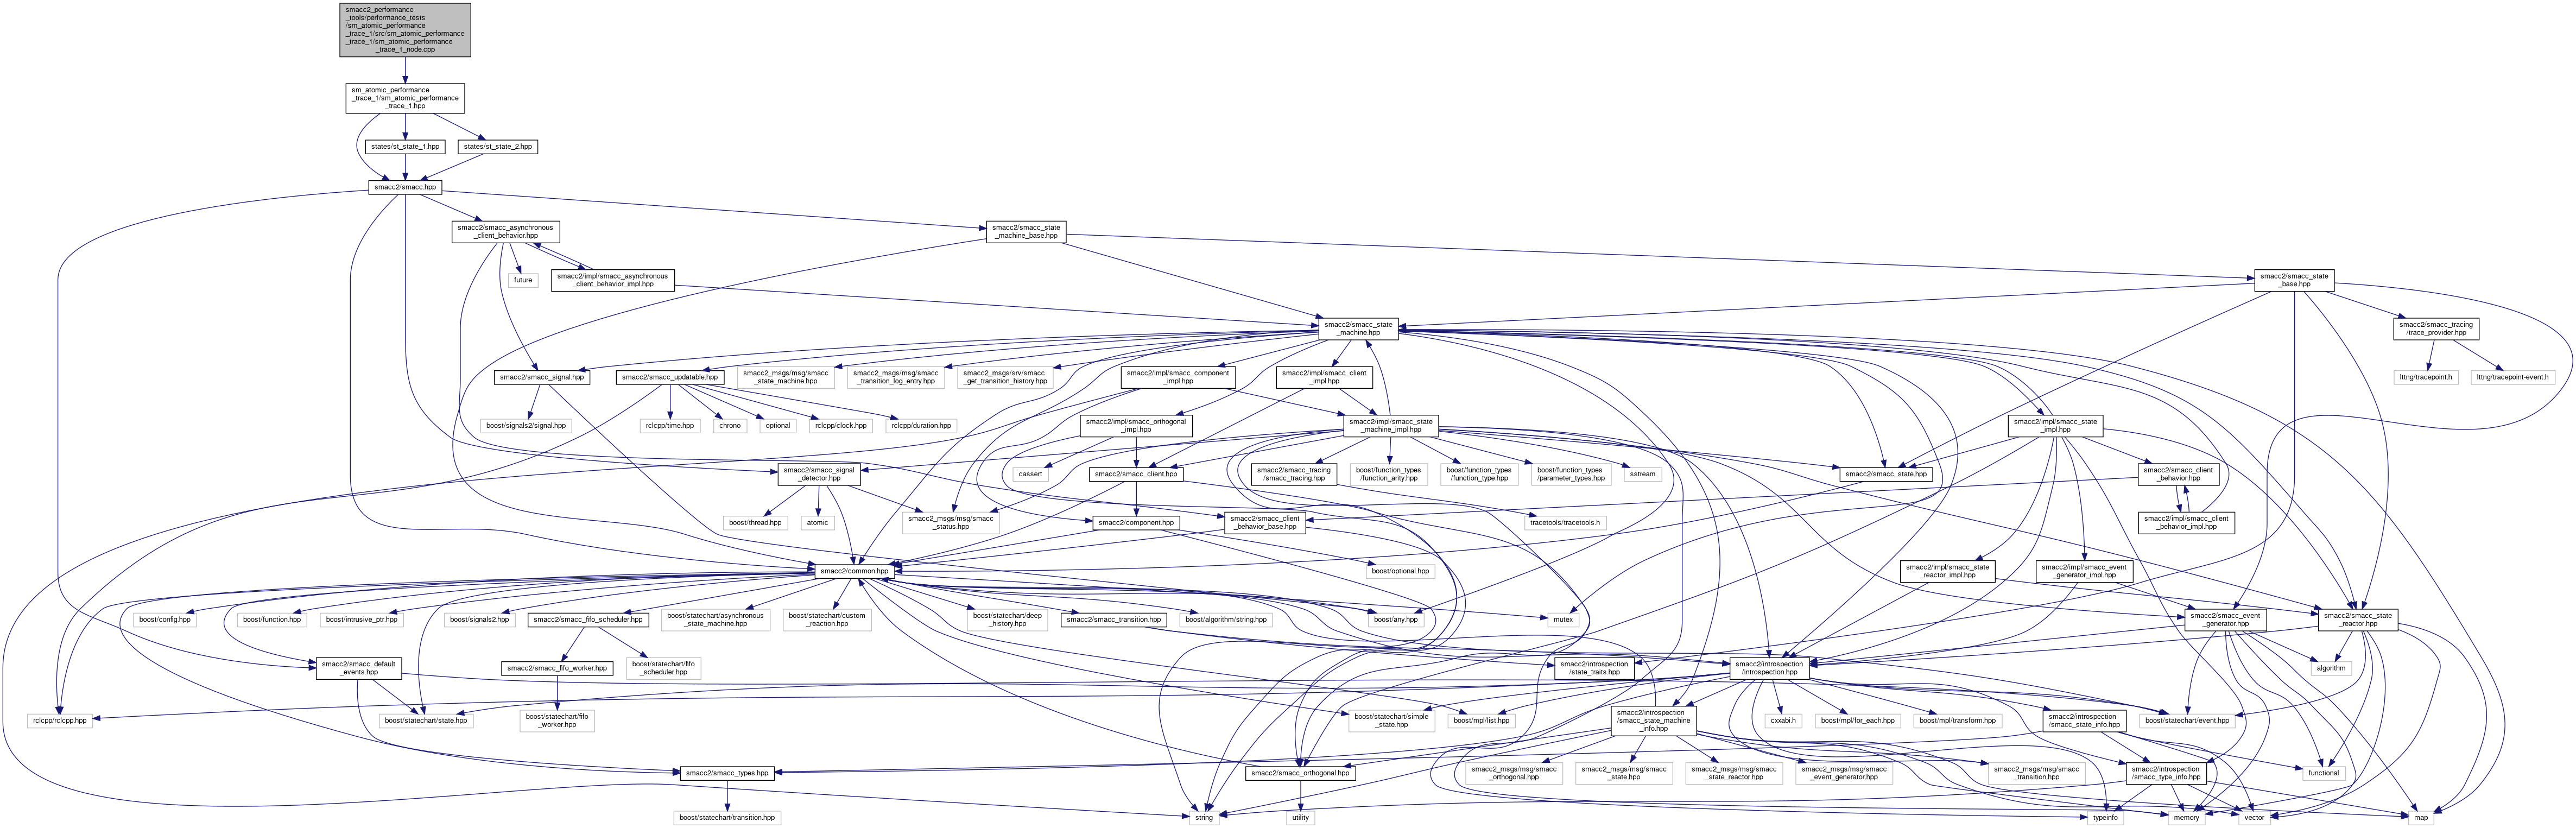 smacc2_performance
_tools/performance_tests
/sm_atomic_performance
_trace_1/src/sm_atomic_performance
_trace_1/sm_atomic_performance
_trace_1_node.cpp
sm_atomic_performance
_trace_1/sm_atomic_performance
_trace_1.hpp
states/st_state_1.hpp
states/st_state_2.hpp
smacc2/smacc.hpp
smacc2/smacc_asynchronous
_client_behavior.hpp
smacc2/smacc_state
_machine_base.hpp
future
smacc2/impl/smacc_asynchronous
_client_behavior_impl.hpp
smacc2/smacc_state
_base.hpp
smacc2/smacc_state
_machine.hpp
smacc2/smacc_tracing
/trace_provider.hpp
smacc2/smacc_signal.hpp
smacc2/smacc_updatable.hpp
smacc2_msgs/msg/smacc
_state_machine.hpp
smacc2_msgs/msg/smacc
_transition_log_entry.hpp
smacc2_msgs/srv/smacc
_get_transition_history.hpp
smacc2/impl/smacc_component
_impl.hpp
smacc2/impl/smacc_client
_impl.hpp
lttng/tracepoint.h
lttng/tracepoint-event.h
boost/signals2/signal.hpp
rclcpp/time.hpp
chrono
optional
rclcpp/clock.hpp
rclcpp/duration.hpp
smacc2/impl/smacc_orthogonal
_impl.hpp
smacc2/impl/smacc_state
_machine_impl.hpp
smacc2/impl/smacc_state
_impl.hpp
smacc2/smacc_signal
_detector.hpp
cassert
smacc2/smacc_client.hpp
smacc2/smacc_tracing
/smacc_tracing.hpp
boost/function_types
/function_arity.hpp
boost/function_types
/function_type.hpp
boost/function_types
/parameter_types.hpp
sstream
smacc2/smacc_state.hpp
smacc2/smacc_client
_behavior.hpp
boost/thread.hpp
atomic
smacc2_msgs/msg/smacc
_status.hpp
smacc2/component.hpp
smacc2/smacc_client
_behavior_base.hpp
tracetools/tracetools.h
smacc2/impl/smacc_client
_behavior_impl.hpp
smacc2/common.hpp
boost/optional.hpp
smacc2/impl/smacc_state
_reactor_impl.hpp
smacc2/impl/smacc_event
_generator_impl.hpp
boost/config.hpp
boost/function.hpp
boost/intrusive_ptr.hpp
boost/signals2.hpp
smacc2/smacc_fifo_scheduler.hpp
boost/statechart/asynchronous
_state_machine.hpp
boost/statechart/custom
_reaction.hpp
boost/statechart/deep
_history.hpp
smacc2/smacc_transition.hpp
boost/algorithm/string.hpp
boost/any.hpp
mutex
smacc2/smacc_event
_generator.hpp
smacc2/smacc_state
_reactor.hpp
smacc2/smacc_default
_events.hpp
smacc2/smacc_fifo_worker.hpp
boost/statechart/fifo
_scheduler.hpp
smacc2/introspection
/state_traits.hpp
smacc2/introspection
/introspection.hpp
algorithm
rclcpp/rclcpp.hpp
boost/statechart/state.hpp
boost/statechart/fifo
_worker.hpp
boost/statechart/simple
_state.hpp
boost/mpl/list.hpp
smacc2/introspection
/smacc_state_machine
_info.hpp
cxxabi.h
boost/mpl/for_each.hpp
boost/mpl/transform.hpp
smacc2/introspection
/smacc_state_info.hpp
boost/statechart/event.hpp
smacc2/smacc_types.hpp
smacc2/smacc_orthogonal.hpp
smacc2_msgs/msg/smacc
_orthogonal.hpp
smacc2_msgs/msg/smacc
_state.hpp
smacc2_msgs/msg/smacc
_state_reactor.hpp
smacc2_msgs/msg/smacc
_event_generator.hpp
smacc2_msgs/msg/smacc
_transition.hpp
smacc2/introspection
/smacc_type_info.hpp
functional
boost/statechart/transition.hpp
string
utility
typeinfo
memory
vector
map